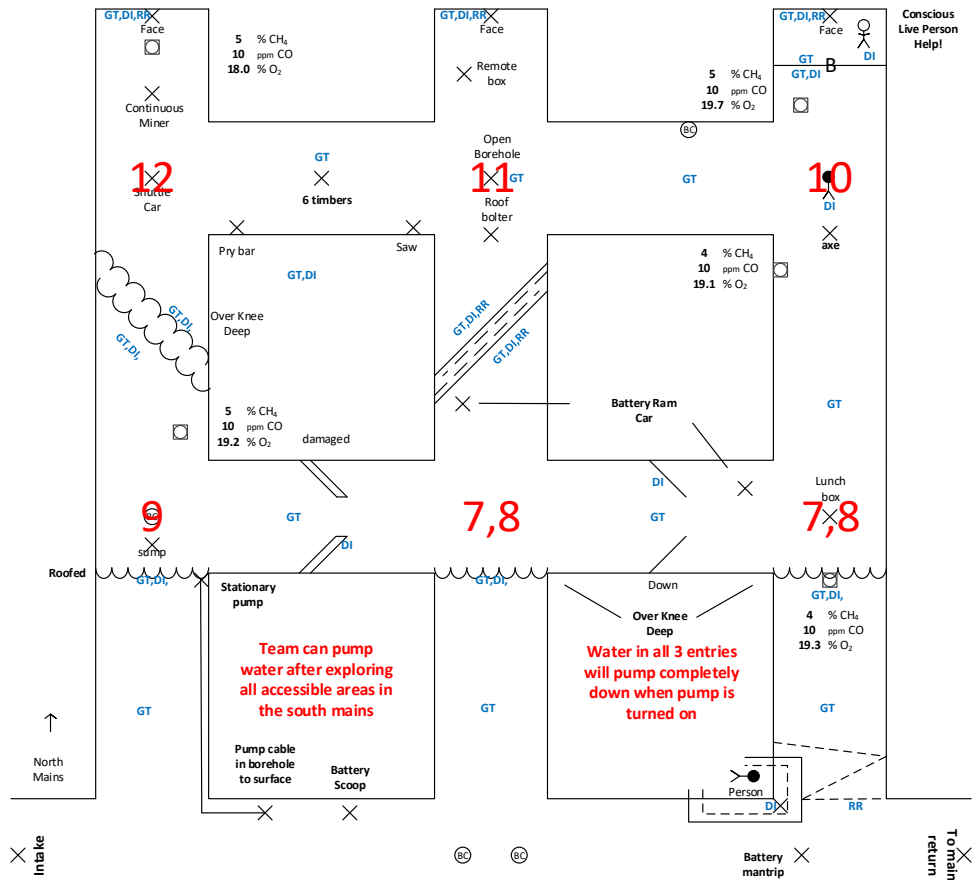 GT,DI,RR
Face
5 % CH₄
10 ppm CO
18.0 % O₂
Continuous
Miner
GT,DI,RR
Face
Remote
box
GT,DI,RR
Face
Conscious
Live Person
Help!
DI
GT
B
GT,DI
5 % CH₄
10 ppm CO
19.7 % O₂
BC
12
Shuttle
Car
GT
6 timbers
Open
Borehole
11
GT
Roof
bolter
GT
10
DI
axe
Pry bar
Saw
GT,DI
4 % CH₄
10 ppm CO
19.1 % O₂
GT,DI,
GT,DI,
Over Knee
Deep
GT,DI,RR
GT,DI,RR
Battery Ram
Car
GT
5 % CH₄
10 ppm CO
19.2 % O₂
damaged
DI
Lunch
box
9
BC
sump
GT
DI
7,8
GT
7,8
Roofed
GT,DI,
Stationary
pump
GT,DI,
Down
Over Knee
Deep
GT,DI,
4 % CH₄
10 ppm CO
19.3 % O₂
Team can pump
water after exploring
all accessible areas in
the south mains
Water in all 3 entries
will pump completely
down when pump is
turned on
GT
GT
GT
North
Mains
Pump cable
in borehole
to surface
Battery
Scoop
Person
DI
RR
Intake
BC
BC
Battery
mantrip
To main
return